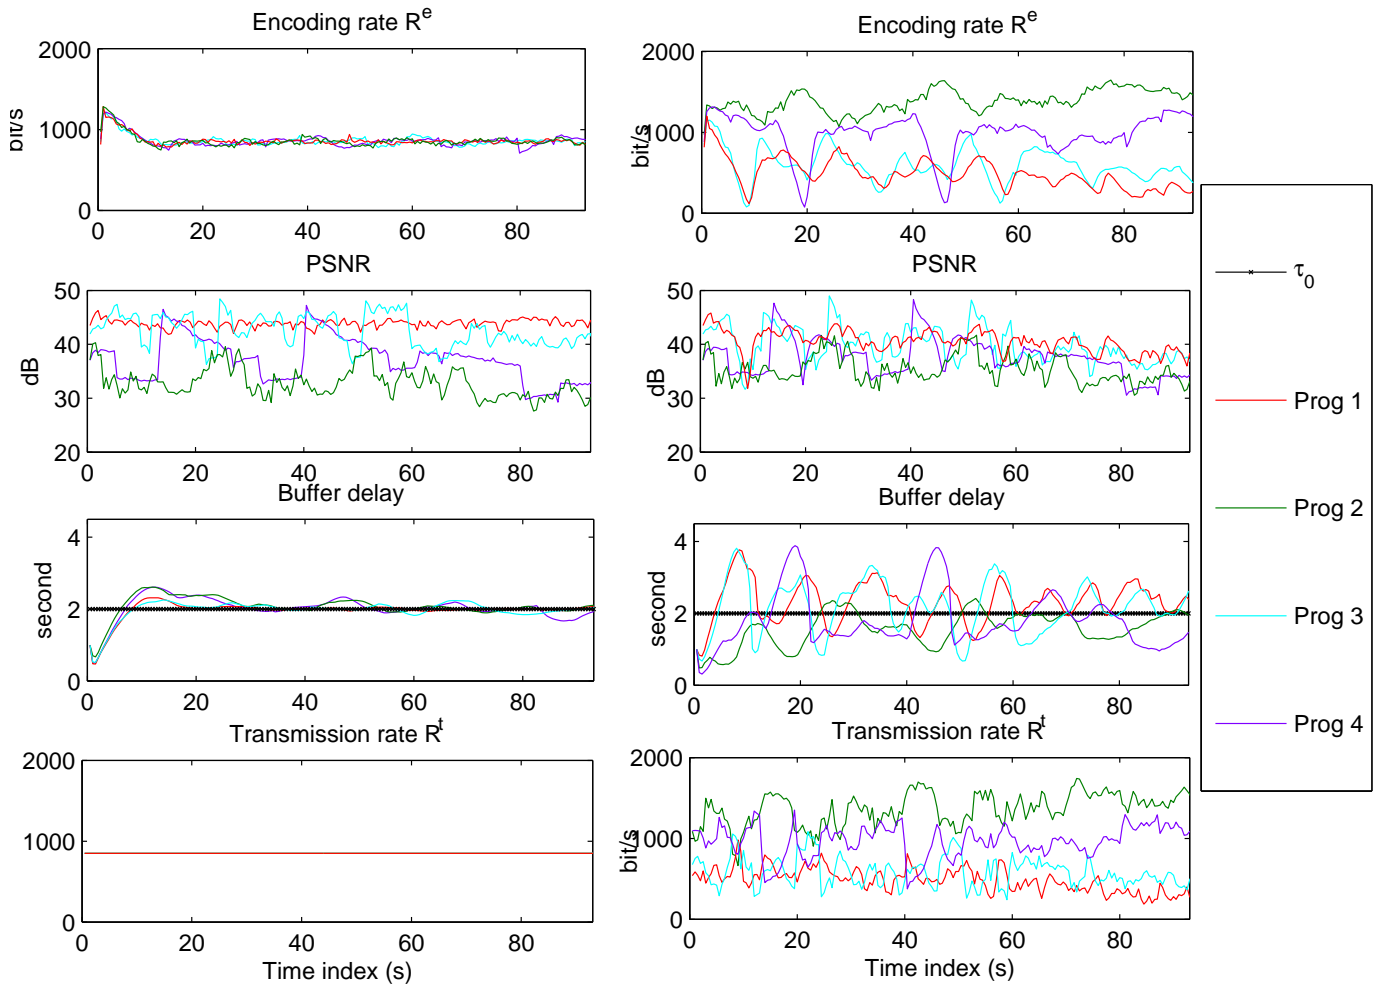 Encoding rate R^e
2000
1000
0
bit/s
0 20 40 60 80
PSNR
50
40
30
20
dB
0 20 40 60 80
Buffer delay
4
2
0
second
0 20 40 60 80
Transmission rate R^t
2000
1000
0
0 20 40 60 80
Time index (s)
Encoding rate R^e
2000
1000
0
bit/s
0 20 40 60 80
PSNR
50
40
30
20
dB
0 20 40 60 80
Buffer delay
4
2
0
second
0 20 40 60 80
Transmission rate R^t
2000
1000
0
bit/s
0 20 40 60 80
Time index (s)
τ_0
Prog 1
Prog 2
Prog 3
Prog 4